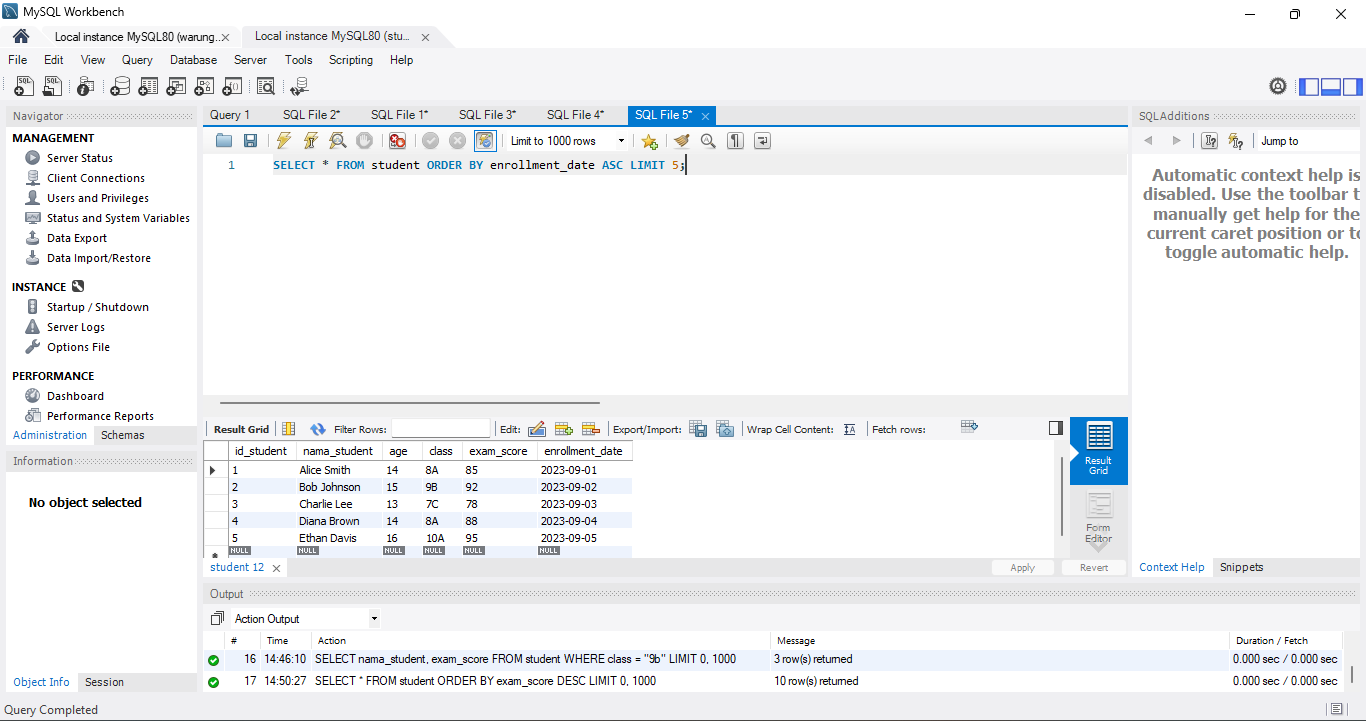 MySQL Workbench
Local instance MySQL80 (warung...
Local instance MySQL80 (stu...
File Edit View Query Database Server Tools Scripting Help
Navigator
MANAGEMENT
Server Status
Client Connections
Users and Privileges
Status and System Variables
Data Export
Data Import/Restore
INSTANCE
Startup / Shutdown
Server Logs
Options File
PERFORMANCE
Dashboard
Performance Reports
Administration Schemas
Information
No object selected
Object Info Session
Query 1 SQL File 2* SQL File 1* SQL File 3* SQL File 4* SQL File 5*
Limit to 1000 rows
1 SELECT * FROM student ORDER BY enrollment_date ASC LIMIT 5;
Result Grid Filter Rows: Edit: Export/Import: Wrap Cell Content: Fetch rows:
id_student nama_student age class exam_score enrollment_date
1 Alice Smith 14 8A 85 2023-09-01
2 Bob Johnson 15 9B 92 2023-09-02
3 Charlie Lee 13 7C 78 2023-09-03
4 Diana Brown 14 8A 88 2023-09-04
5 Ethan Davis 16 10A 95 2023-09-05
NULL NULL NULL NULL NULL NULL
Result
Grid
Form
Editor
student 12
Apply Revert
SQLAdditions
Jump to
Automatic context help is
disabled. Use the toolbar t
manually get help for the
current caret position or to
toggle automatic help.
Context Help Snippets
Output
Action Output
# Time Action Message Duration / Fetch
16 14:46:10 SELECT nama_student, exam_score FROM student WHERE class = "9b" LIMIT 0, 1000 3 row(s) returned 0.000 sec / 0.000 sec
17 14:50:27 SELECT * FROM student ORDER BY exam_score DESC LIMIT 0, 1000 10 row(s) returned 0.000 sec / 0.000 sec
Query Completed